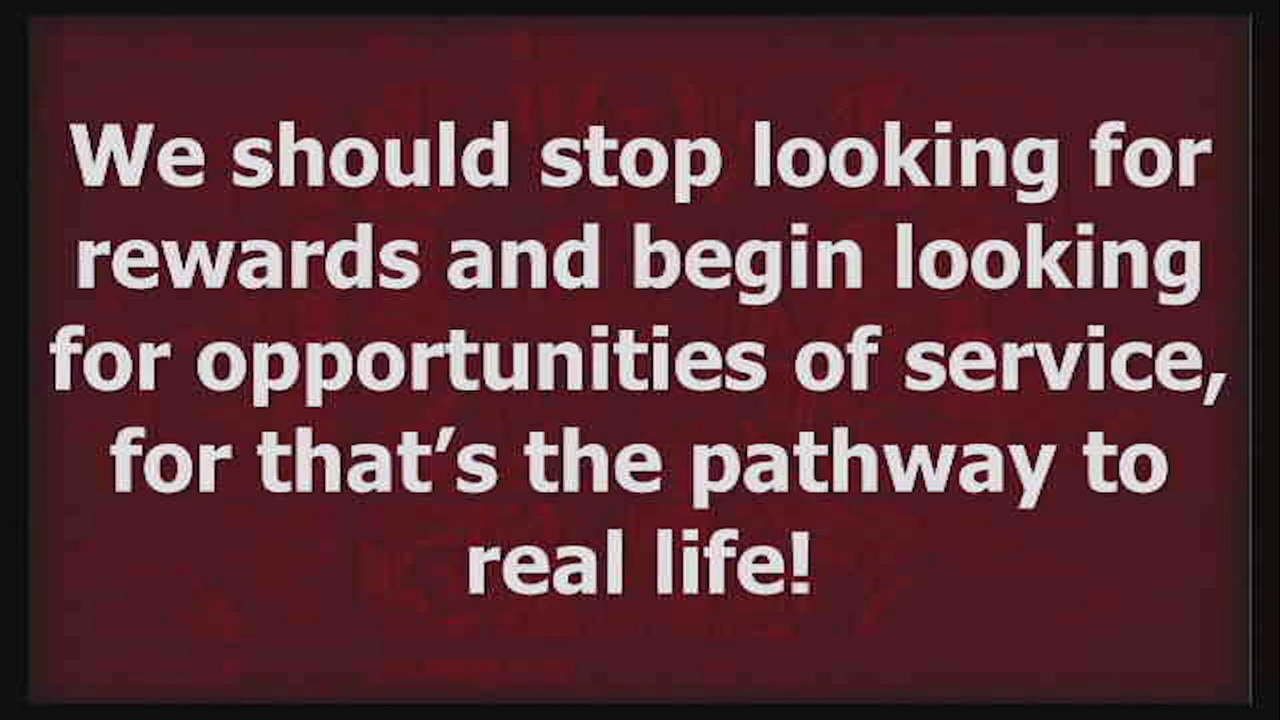 We should stop looking for
rewards and begin looking
for opportunities of service,
for that’s the pathway to
real life!